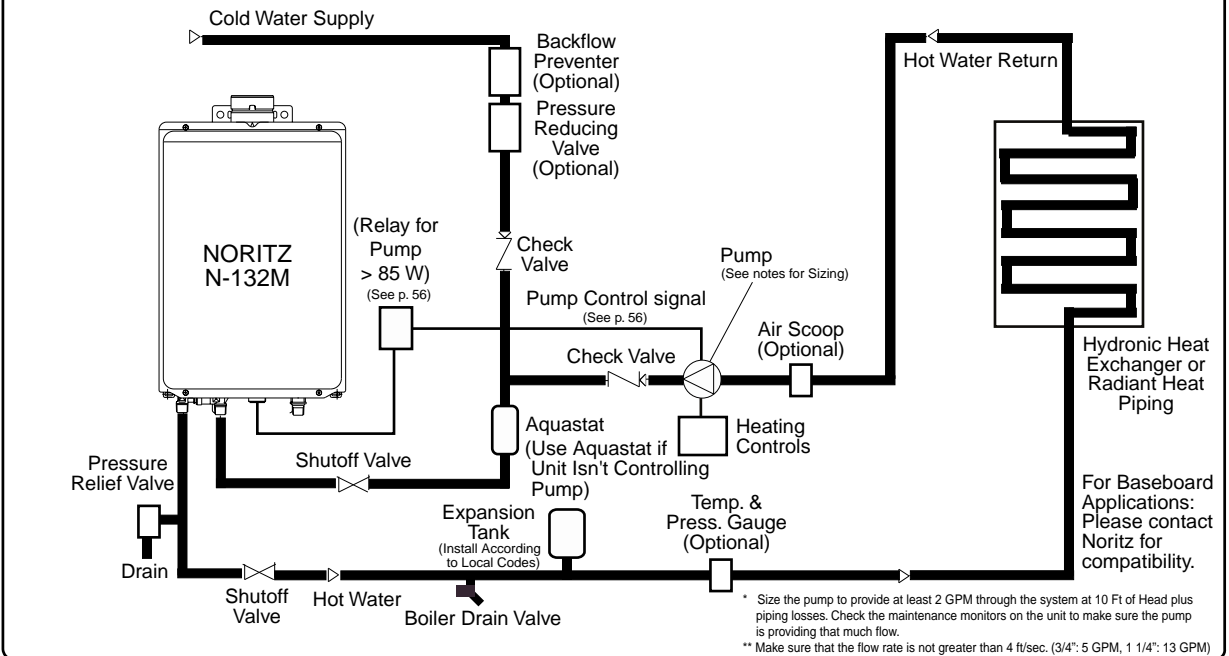 Cold Water Supply
Backflow
Preventer
(Optional)
Pressure
Reducing
Valve
(Optional)
Hot Water Return
NORITZ
N-132M
(Relay for
Pump
> 85 W)
(See p. 56)
Check
Valve
Pump
(See notes for Sizing)
Pump Control signal
(See p. 56)
Air Scoop
(Optional)
Check Valve
Hydronic Heat
Exchanger or
Radiant Heat
Piping
Aquastat
(Use Aquastat if
Unit Isn't Controlling
Pump)
Heating
Controls
Shutoff Valve
Pressure
Relief Valve
Drain
Expansion
Tank
(Install According
to Local Codes)
Temp. &
Press. Gauge
(Optional)
For Baseboard
Applications:
Please contact
Noritz for
compatibility.
Shutoff
Valve
Hot Water
Boiler Drain Valve
* Size the pump to provide at least 2 GPM through the system at 10 Ft of Head plus
piping losses. Check the maintenance monitors on the unit to make sure the pump
is providing that much flow.
** Make sure that the flow rate is not greater than 4 ft/sec. (3/4": 5 GPM, 1 1/4": 13 GPM)